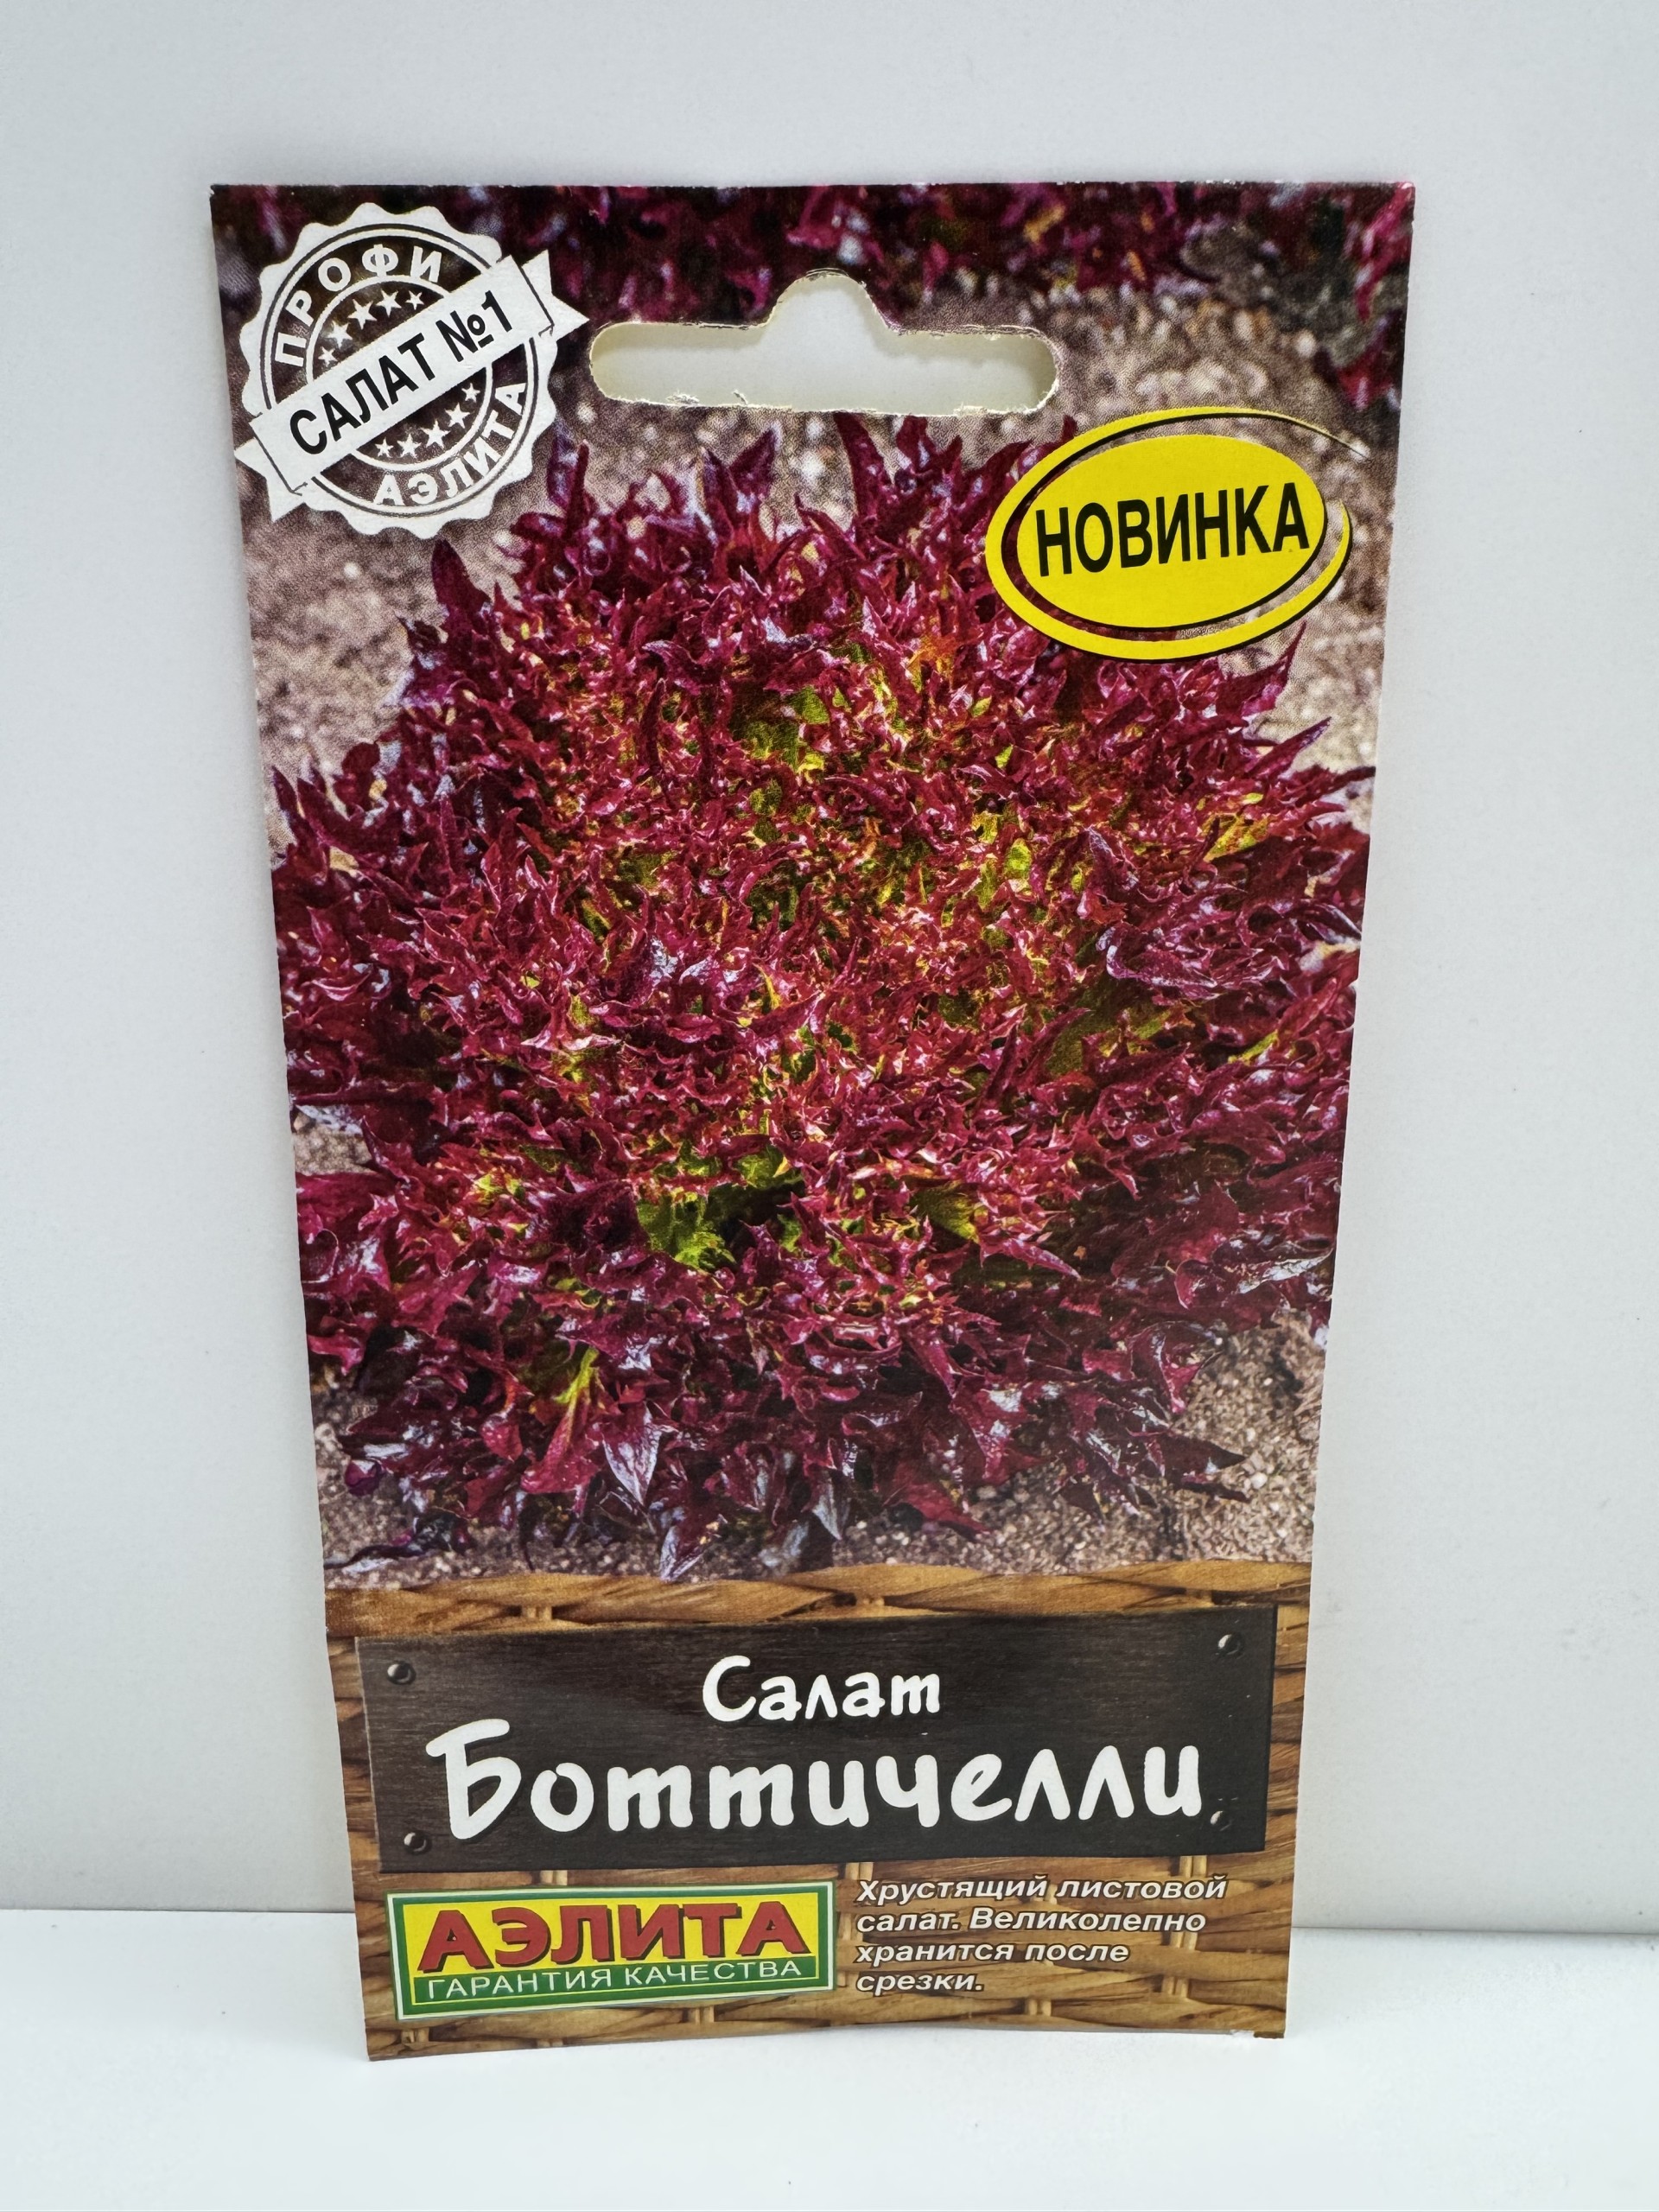 ПРОФИ
САЛАТ №1
АЭЛИТА
НОВИНКА
Салат
Боттичелли
АЭЛИТА
ГАРАНТИЯ КАЧЕСТВА
Хрустящий листовой
салат. Великолепно
хранится после
срезки.